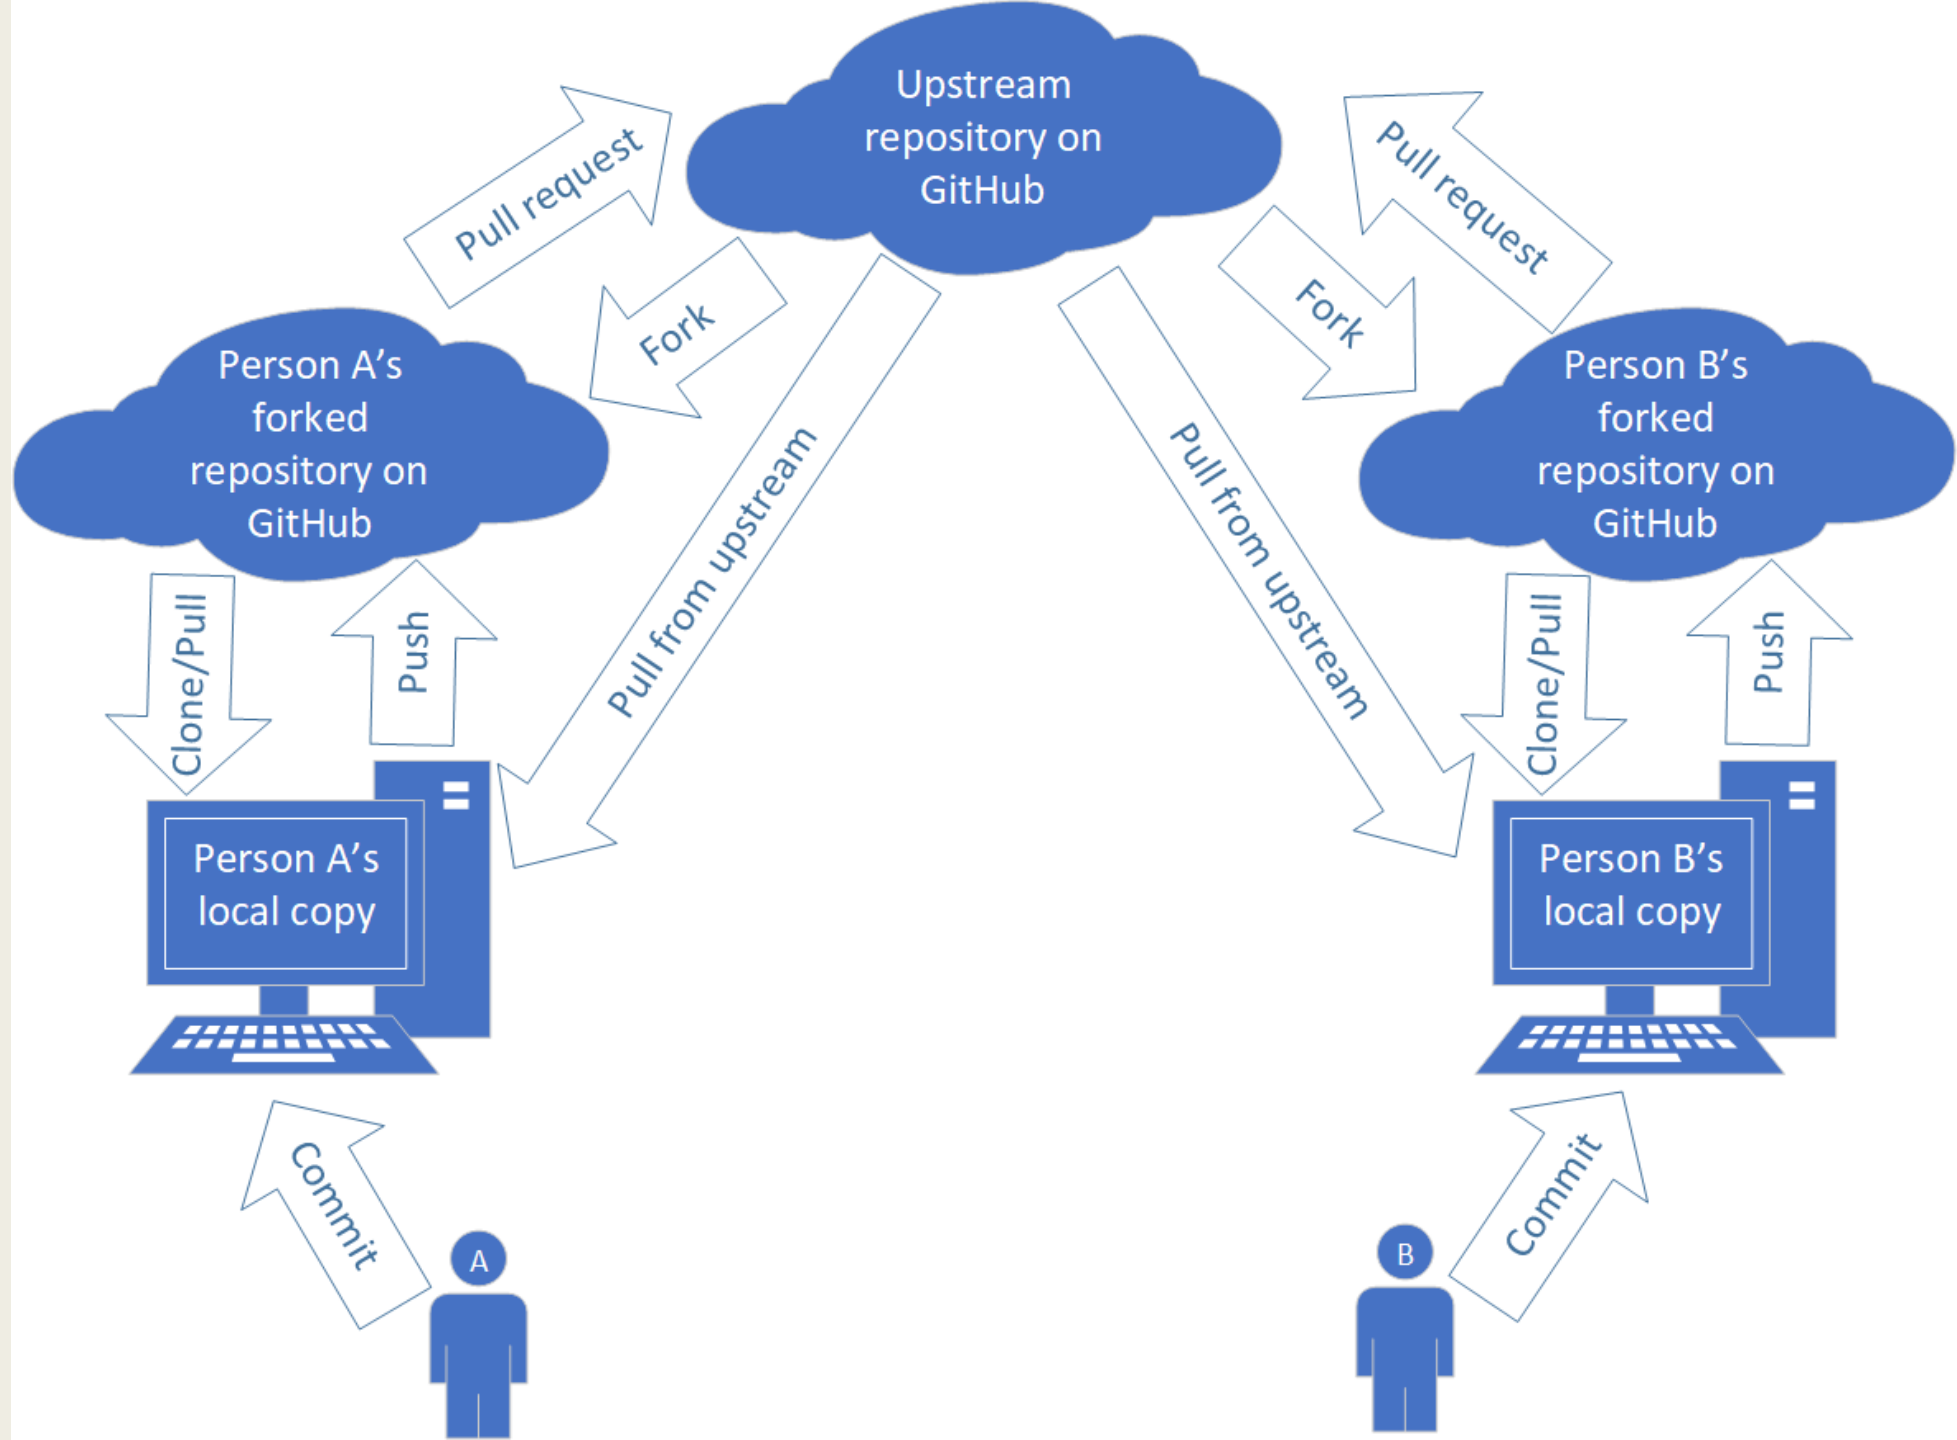 Upstream
repository on
GitHub
Pull request
Pull request
Fork
Fork
Person A’s
forked
repository on
GitHub
Person B’s
forked
repository on
GitHub
Pull from upstream
Pull from upstream
Clone/Pull
Push
Clone/Pull
Push
Person A’s
local copy
Person B’s
local copy
Commit
Commit
A
B